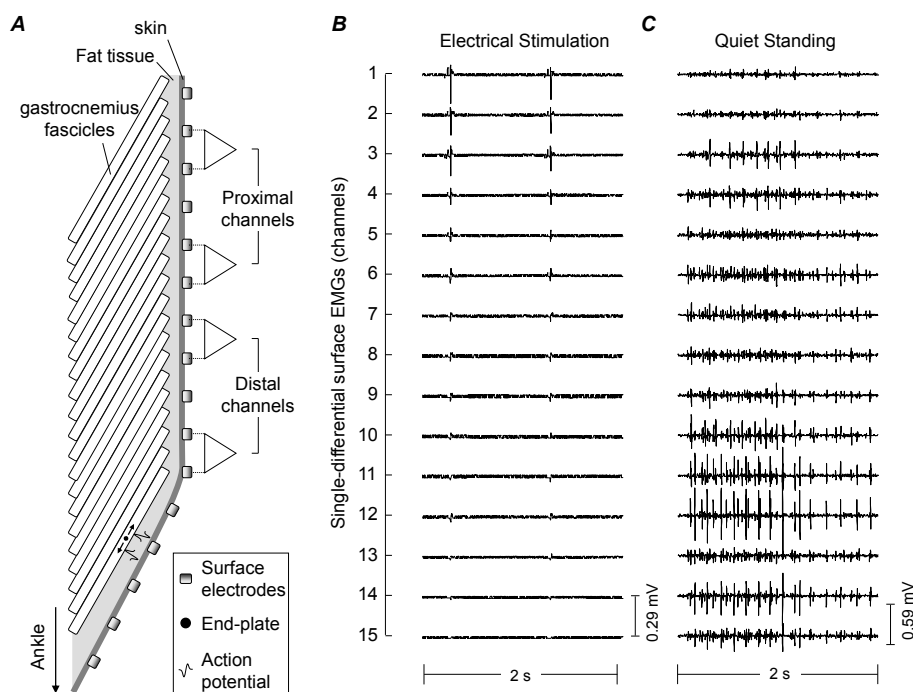 A
skin
Fat tissue
gastrocnemius
fascicles
Proximal
channels
Distal
channels
Ankle
Surface
electrodes
End-plate
Action
potential
B
Electrical Stimulation
Single-differential surface EMGs (channels)
1
2
3
4
5
6
7
8
9
10
11
12
13
14
15
0.29 mV
2 s
C
Quiet Standing
0.59 mV
2 s